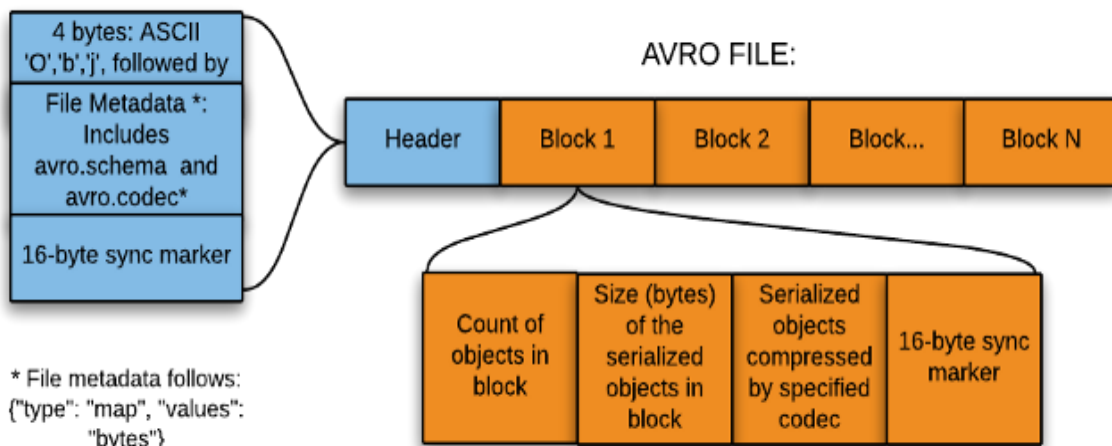 4 bytes: ASCII
'O','b','j', followed by
File Metadata *:
Includes
avro.schema and
avro.codec*
16-byte sync marker
* File metadata follows:
{"type": "map", "values":
"bytes"}
AVRO FILE:
Header
Block 1
Block 2
Block...
Block N
Count of
objects in
block
Size (bytes)
of the
serialized
objects in
block
Serialized
objects
compressed
by specified
codec
16-byte sync
marker